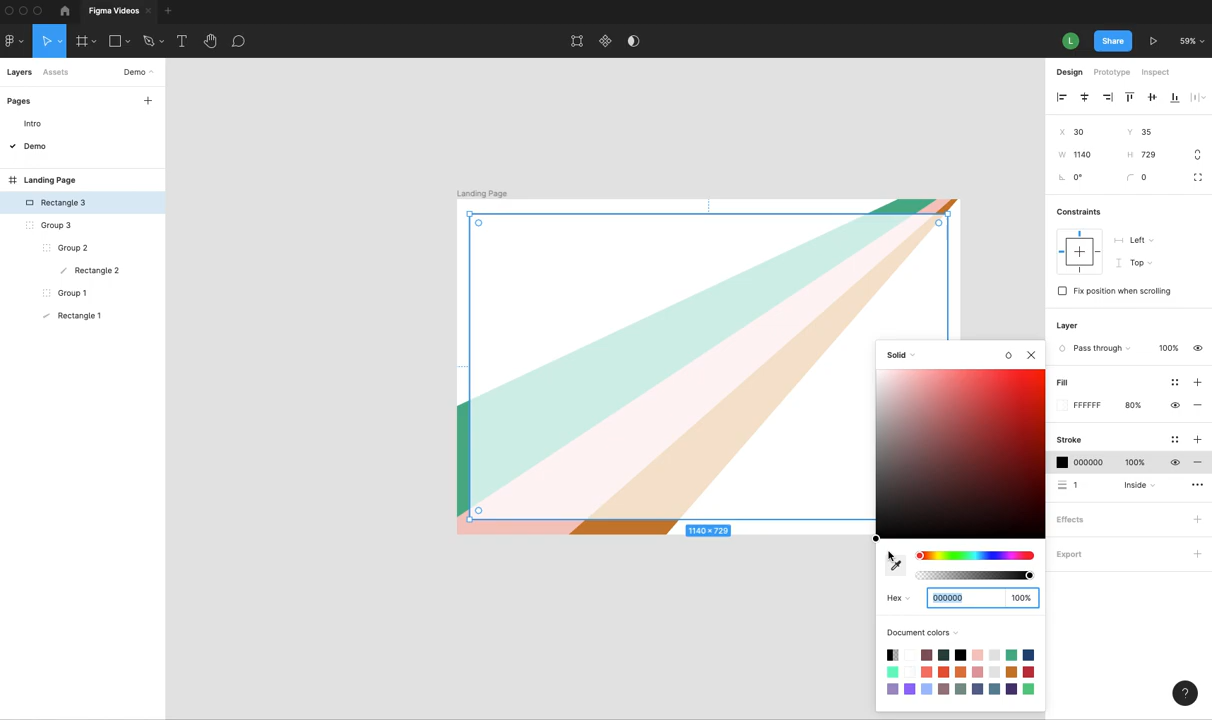 Figma Videos
L
Share
59%
Layers
Assets
Demo
Pages
Intro
Demo
Landing Page
Rectangle 3
Group 3
Group 2
Rectangle 2
Group 1
Rectangle 1
Landing Page
1140 × 729
Solid
Hex
000000
100%
Document colors
Design
Prototype
Inspect
X 30 Y 35
W 1140 H 729
0° 0
Constraints
Left
Top
Fix position when scrolling
Layer
Pass through 100%
Fill
FFFFFF 80%
Stroke
000000 100%
1 Inside
Effects
Export
?